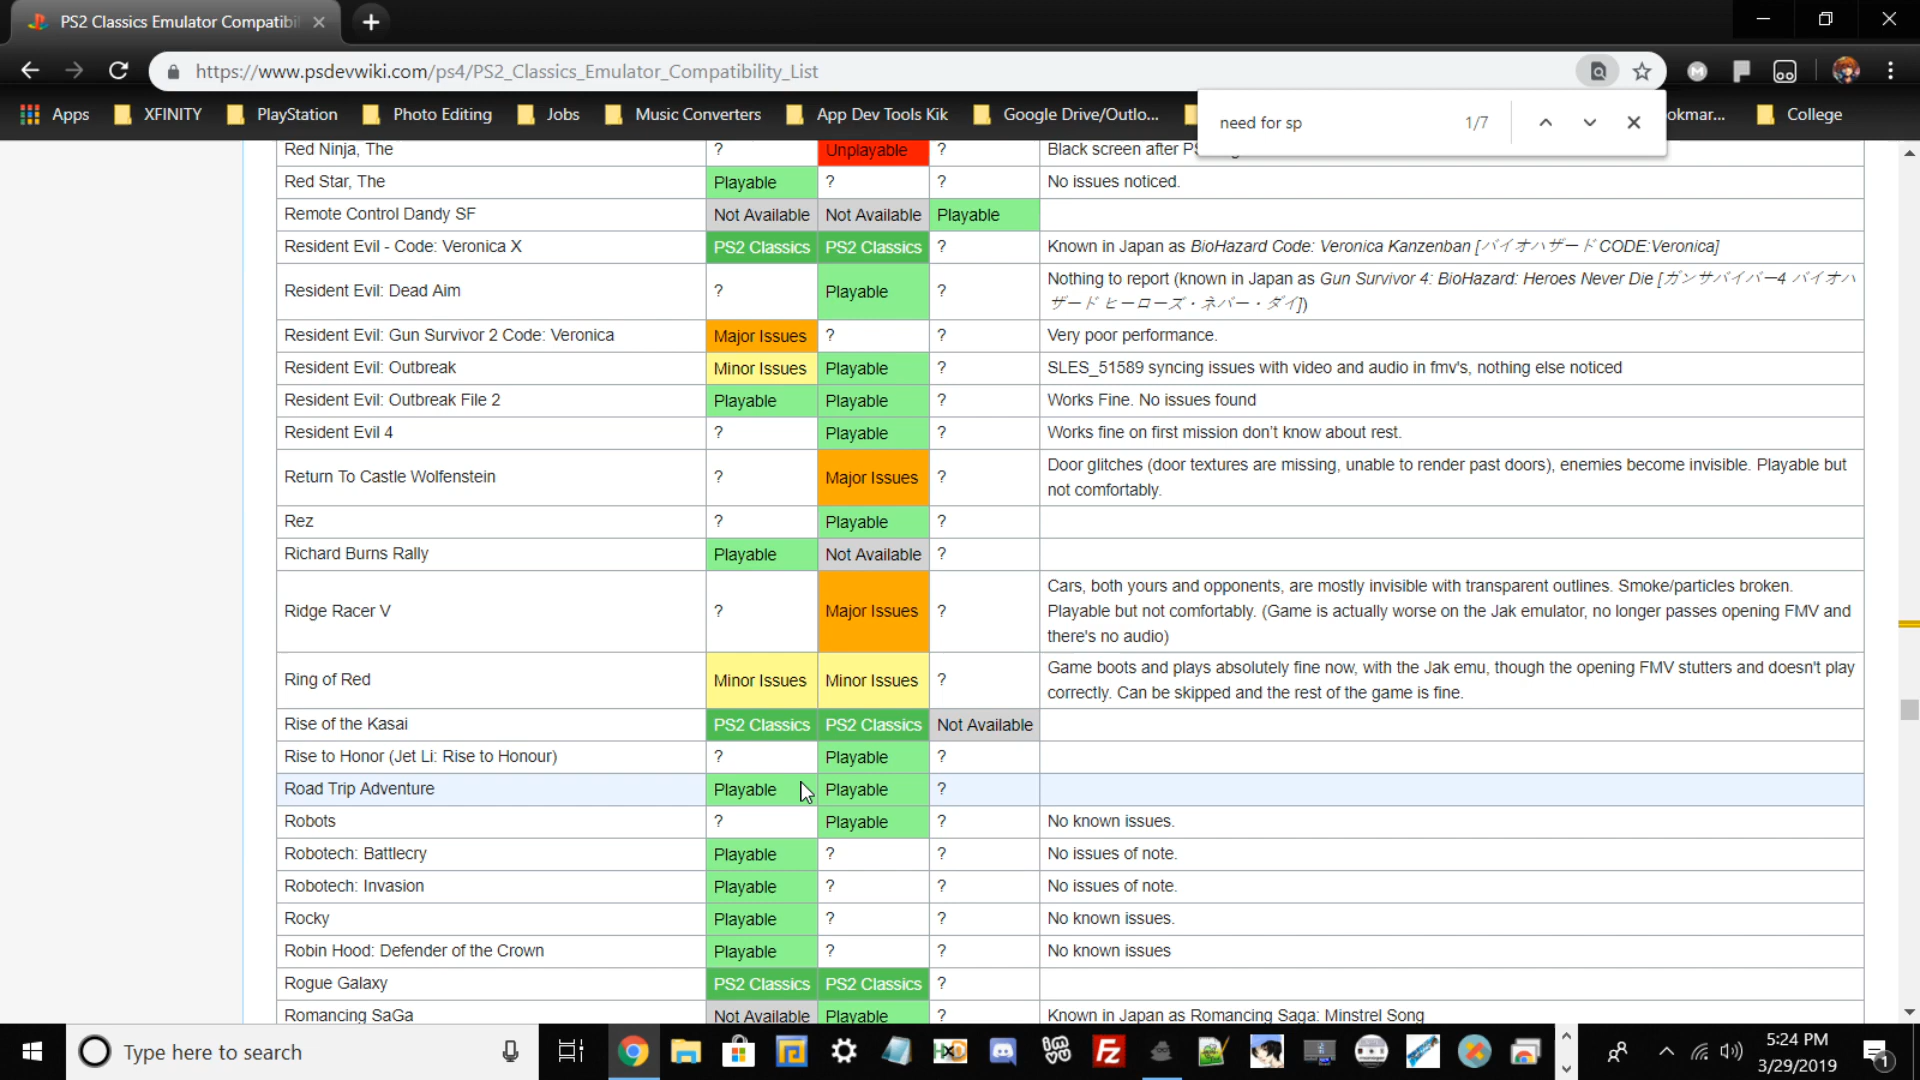 PS2 Classics Emulator Compatibi
https://www.psdevwiki.com/ps4/PS2_Classics_Emulator_Compatibility_List
Apps XFINITY PlayStation Photo Editing Jobs Music Converters App Dev Tools Kik Google Drive/Outlo... okmar... College
need for sp 1/7
Red Ninja, The ? Unplayable ?
Red Star, The Playable ? ? No issues noticed.
Remote Control Dandy SF Not Available Not Available Playable
Resident Evil - Code: Veronica X PS2 Classics PS2 Classics ? Known in Japan as BioHazard Code: Veronica Kanzenban [バイオハザード CODE:Veronica]
Resident Evil: Dead Aim ? Playable ? Nothing to report (known in Japan as Gun Survivor 4: BioHazard: Heroes Never Die [ガンサバイバー4 バイオハ
ザード ヒーローズ・ネバー・ダイ])
Resident Evil: Gun Survivor 2 Code: Veronica Major Issues ? ? Very poor performance.
Resident Evil: Outbreak Minor Issues Playable ? SLES_51589 syncing issues with video and audio in fmv's, nothing else noticed
Resident Evil: Outbreak File 2 Playable Playable ? Works Fine. No issues found
Resident Evil 4 ? Playable ? Works fine on first mission don't know about rest.
Return To Castle Wolfenstein ? Major Issues ? Door glitches (door textures are missing, unable to render past doors), enemies become invisible. Playable but
not comfortably.
Rez ? Playable ?
Richard Burns Rally Playable Not Available ?
Ridge Racer V ? Major Issues ? Cars, both yours and opponents, are mostly invisible with transparent outlines. Smoke/particles broken.
Playable but not comfortably. (Game is actually worse on the Jak emulator, no longer passes opening FMV and
there's no audio)
Ring of Red Minor Issues Minor Issues ? Game boots and plays absolutely fine now, with the Jak emu, though the opening FMV stutters and doesn't play
correctly. Can be skipped and the rest of the game is fine.
Rise of the Kasai PS2 Classics PS2 Classics Not Available
Rise to Honor (Jet Li: Rise to Honour) ? Playable ?
Road Trip Adventure Playable Playable ?
Robots ? Playable ? No known issues.
Robotech: Battlecry Playable ? ? No issues of note.
Robotech: Invasion Playable ? ? No issues of note.
Rocky Playable ? ? No known issues.
Robin Hood: Defender of the Crown Playable ? ? No known issues
Rogue Galaxy PS2 Classics PS2 Classics ?
Romancing SaGa Not Available Playable ? Known in Japan as Romancing Saga: Minstrel Song
Type here to search
5:24 PM
3/29/2019
1